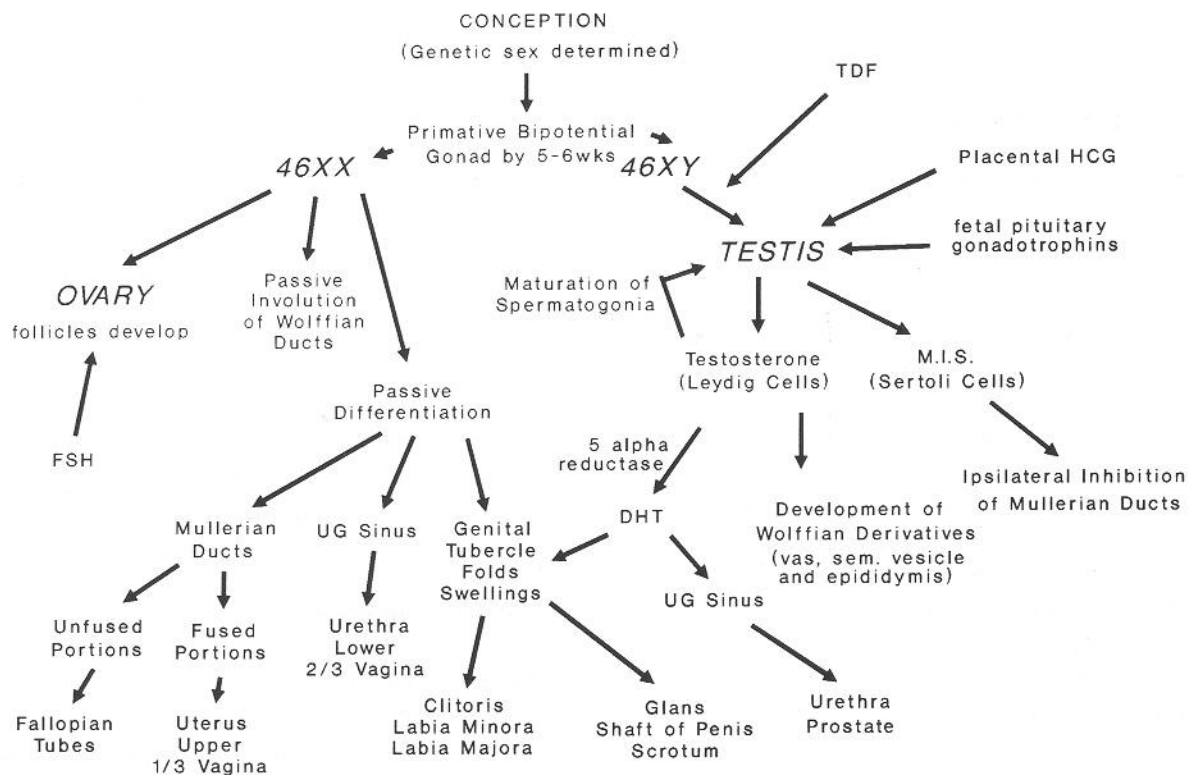 CONCEPTION
(Genetic sex determined)
TDF
Primative Bipotential
Gonad by 5-6wks
46XX
46XY
Placental HCG
fetal pituitary
gonadotrophins
TESTIS
OVARY
follicles develop
Passive
Involution
of Wolffian
Ducts
Maturation of
Spermatogonia
Testosterone
(Leydig Cells)
M.I.S.
(Sertoli Cells)
Passive
Differentiation
FSH
5 alpha
reductase
Ipsilateral Inhibition
of Mullerian Ducts
Mullerian
Ducts
UG Sinus
Genital
Tubercle
Folds
Swellings
DHT
Development of
Wolffian Derivatives
(vas, sem. vesicle
and epididymis)
UG Sinus
Unfused
Portions
Fused
Portions
Urethra
Lower
2/3 Vagina
Fallopian
Tubes
Uterus
Upper
1/3 Vagina
Clitoris
Labia Minora
Labia Majora
Glans
Shaft of Penis
Scrotum
Urethra
Prostate